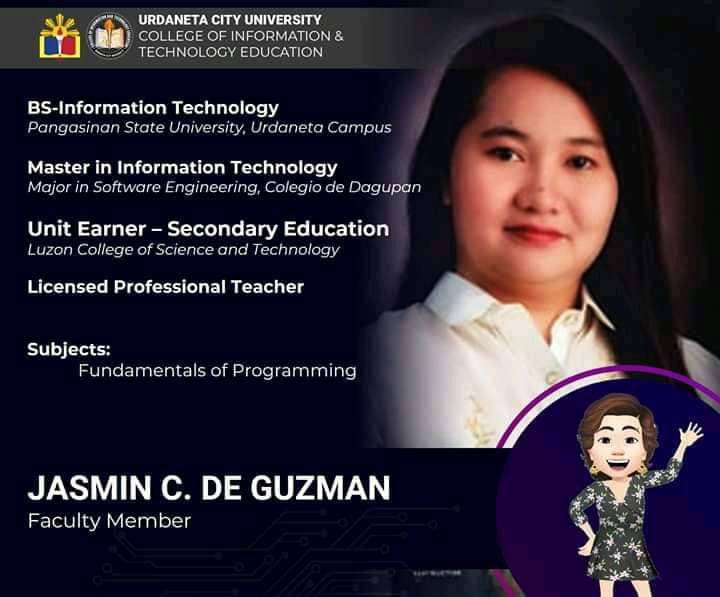 URDANETA CITY UNIVERSITY
COLLEGE OF INFORMATION &
TECHNOLOGY EDUCATION
BS-Information Technology
Pangasinan State University, Urdaneta Campus
Master in Information Technology
Major in Software Engineering, Colegio de Dagupan
Unit Earner – Secondary Education
Luzon College of Science and Technology
Licensed Professional Teacher
Subjects:
Fundamentals of Programming
JASMIN C. DE GUZMAN
Faculty Member